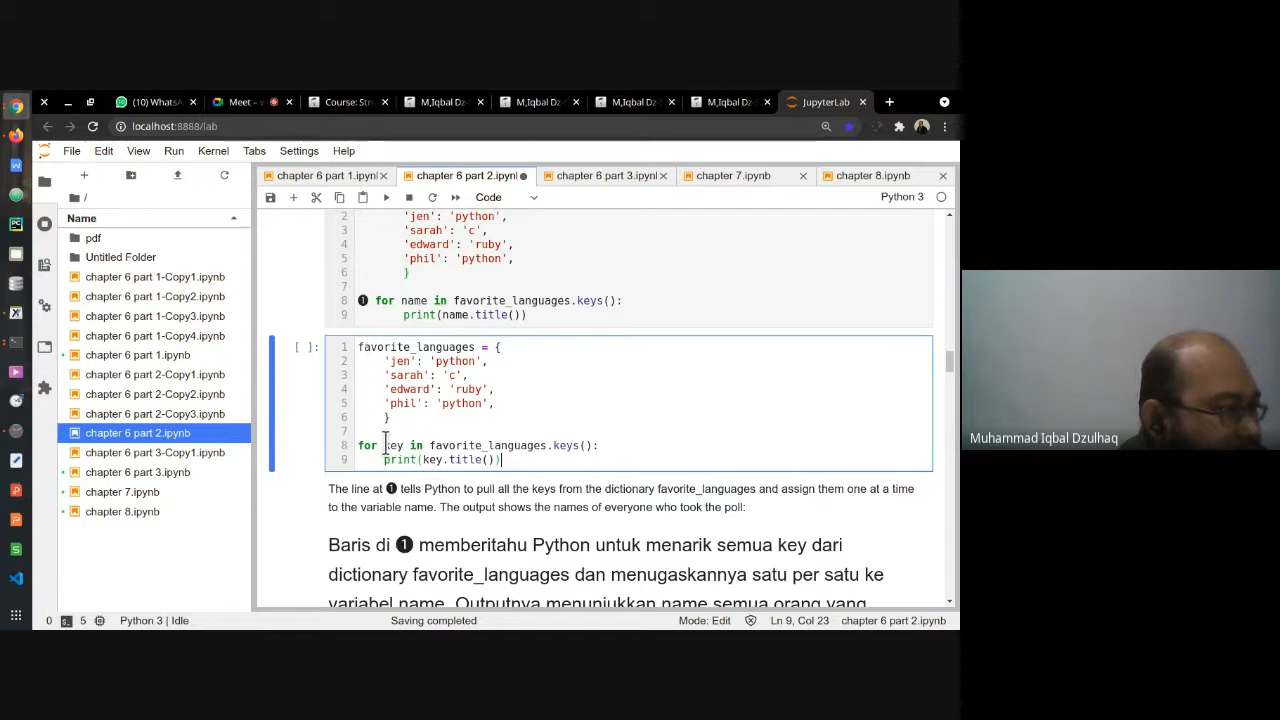 (10) WhatsA
Meet –
Course: Str
M,Iqbal Dz
M,Iqbal Dz
M,Iqbal Dz
M,Iqbal Dz
JupyterLab
localhost:8888/lab
File Edit View Run Kernel Tabs Settings Help
chapter 6 part 1.ipynl
chapter 6 part 2.ipynl
chapter 6 part 3.ipynl
chapter 7.ipynb
chapter 8.ipynb
/
Code
Python 3
Name
pdf
Untitled Folder
chapter 6 part 1-Copy1.ipynb
chapter 6 part 1-Copy2.ipynb
chapter 6 part 1-Copy3.ipynb
chapter 6 part 1-Copy4.ipynb
chapter 6 part 1.ipynb
chapter 6 part 2-Copy1.ipynb
chapter 6 part 2-Copy2.ipynb
chapter 6 part 2-Copy3.ipynb
chapter 6 part 2.ipynb
chapter 6 part 3-Copy1.ipynb
chapter 6 part 3.ipynb
chapter 7.ipynb
chapter 8.ipynb
2 'jen': 'python',
3 'sarah': 'c',
4 'edward': 'ruby',
5 'phil': 'python',
6 }
7
8 ❶ for name in favorite_languages.keys():
9 print(name.title())
[ ]:
1 favorite_languages = {
2 'jen': 'python',
3 'sarah': 'c',
4 'edward': 'ruby',
5 'phil': 'python',
6 }
7
8 for key in favorite_languages.keys():
9 print(key.title())
The line at ❶ tells Python to pull all the keys from the dictionary favorite_languages and assign them one at a time
to the variable name. The output shows the names of everyone who took the poll:
Baris di ❶ memberitahu Python untuk menarik semua key dari
dictionary favorite_languages dan menugaskannya satu per satu ke
variabel name. Outputnya menunjukkan name semua orang yang
0 5 Python 3 | Idle
Saving completed
Mode: Edit
Ln 9, Col 23
chapter 6 part 2.ipynb
Muhammad Iqbal Dzulhaq